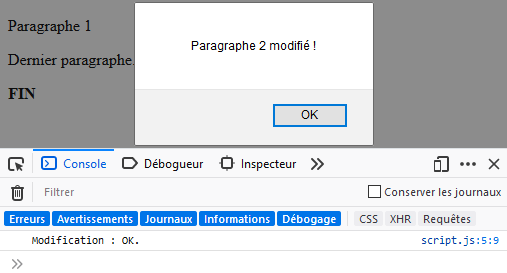 Paragraphe 1
Dernier paragraphe.
FIN
Paragraphe 2 modifié !
OK
Console Débogueur Inspecteur
Filtrer Conserver les journaux
Erreurs Avertissements Journaux Informations Débogage CSS XHR Requêtes
Modification : OK. script.js:5:9